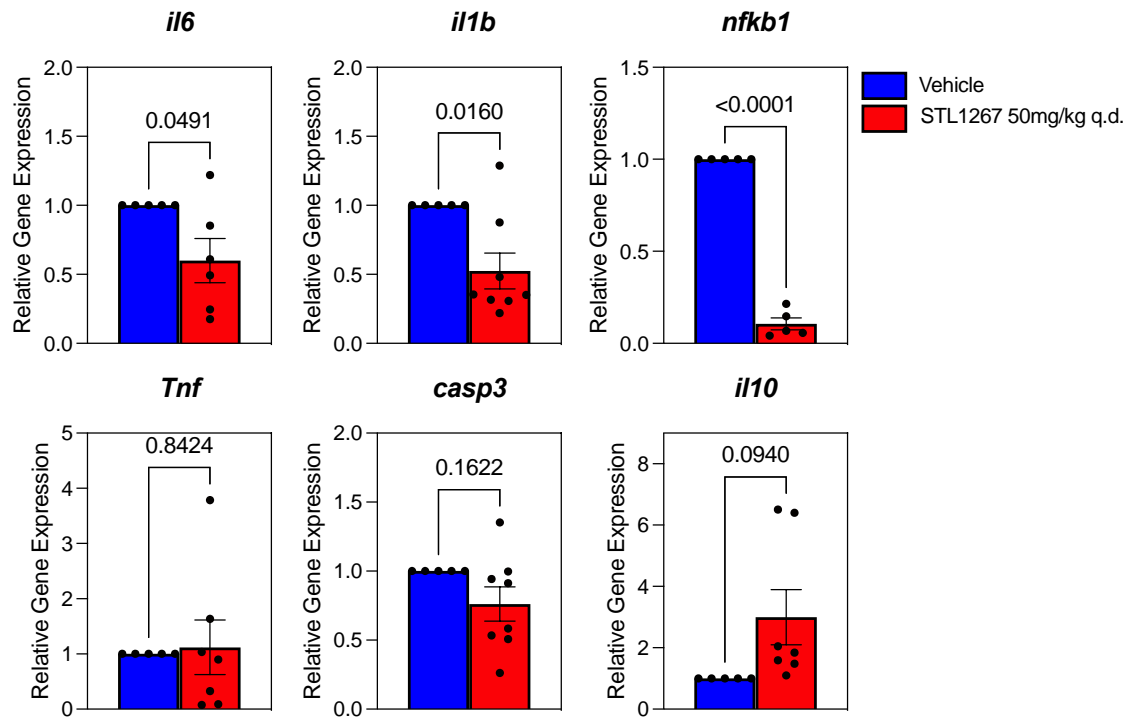 il6
il1b
nfkb1
Relative Gene Expression
2.0
1.5
1.0
0.5
0.0
0.0491
Relative Gene Expression
2.0
1.5
1.0
0.5
0.0
0.0160
Relative Gene Expression
1.5
1.0
0.5
0.0
<0.0001
Vehicle
STL1267 50mg/kg q.d.
Tnf
casp3
il10
Relative Gene Expression
5
4
3
2
1
0
0.8424
Relative Gene Expression
2.0
1.5
1.0
0.5
0.0
0.1622
Relative Gene Expression
8
6
4
2
0
0.0940